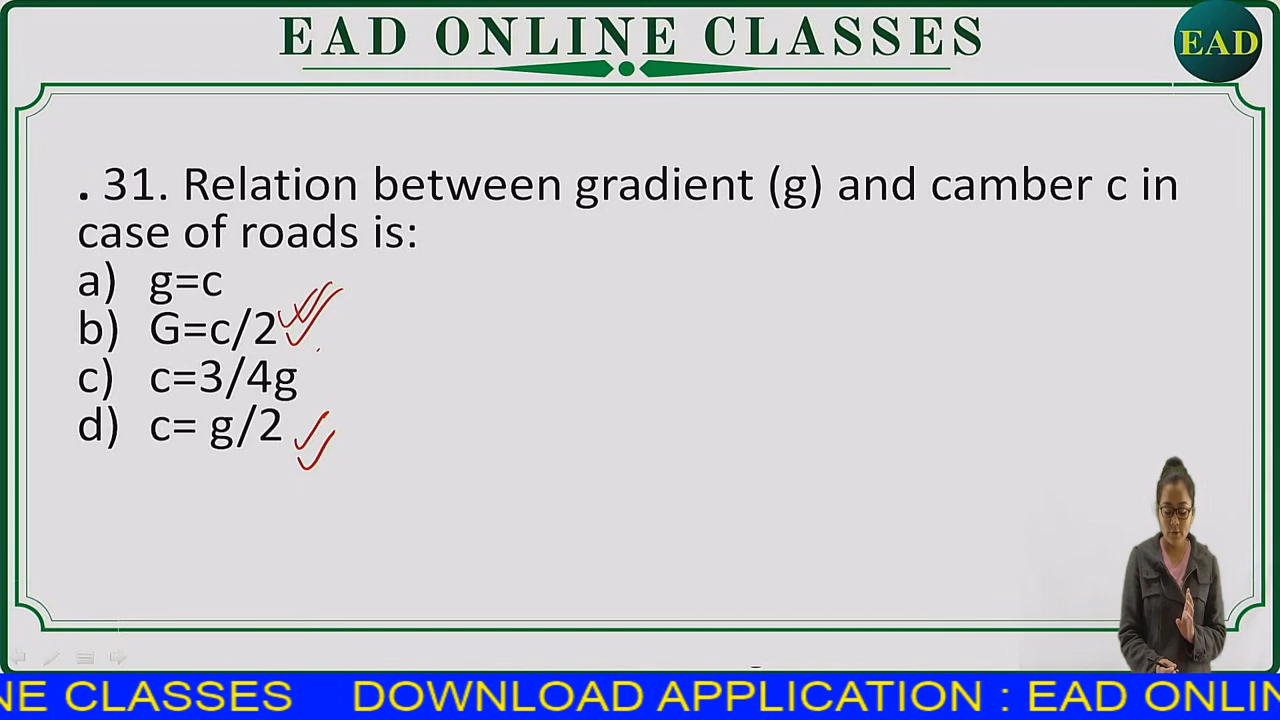 EAD ONLINE CLASSES
EAD
. 31. Relation between gradient (g) and camber c in
case of roads is:
a) g=c
b) G=c/2
c) c=3/4g
d) c= g/2
NE CLASSES DOWNLOAD APPLICATION : EAD ONLIN